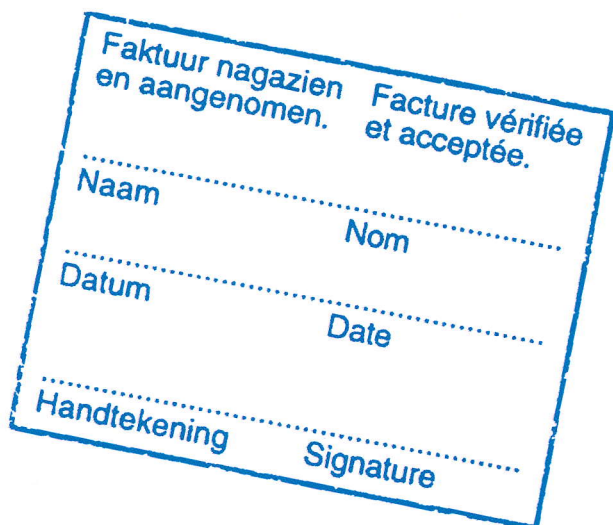 Faktuur nagazien Facture vérifiée
en aangenomen. et acceptée.
Naam Nom
Datum Date
Handtekening Signature